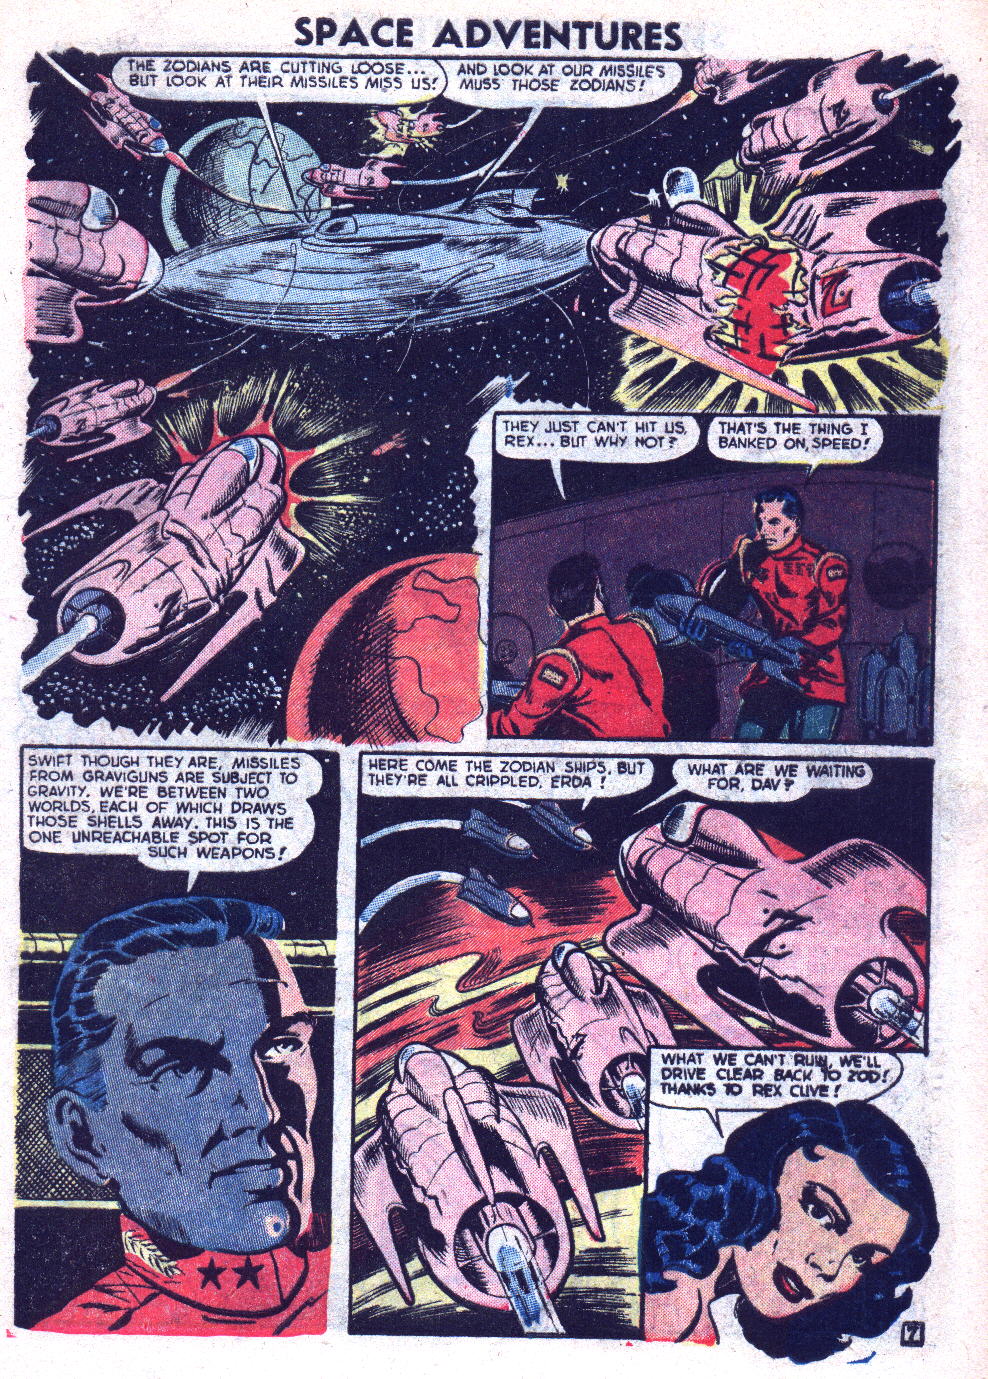 SPACE ADVENTURES
THE ZODIANS ARE CUTTING LOOSE...
BUT LOOK AT THEIR MISSILES MISS US!
AND LOOK AT OUR MISSILES
MUSS THOSE ZODIANS!
Z
THEY JUST CAN'T HIT US,
REX... BUT WHY NOT?
THAT'S THE THING I
BANKED ON, SPEED!
SWIFT THOUGH THEY ARE, MISSILES
FROM GRAVIGUNS ARE SUBJECT TO
GRAVITY. WE'RE BETWEEN TWO
WORLDS, EACH OF WHICH DRAWS
THOSE SHELLS AWAY. THIS IS THE
ONE UNREACHABLE SPOT FOR
SUCH WEAPONS!
HERE COME THE ZODIAN SHIPS, BUT
THEY'RE ALL CRIPPLED, ERDA!
WHAT ARE WE WAITING
FOR, DAV?
Z
WHAT WE CAN'T RUIN, WE'LL
DRIVE CLEAR BACK TO ZOD!
THANKS TO REX CLIVE!
7